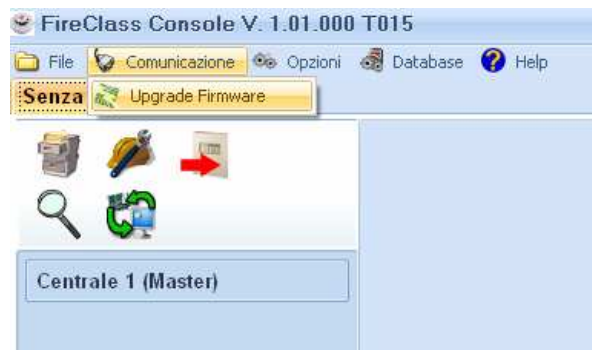 FireClass Console V. 1.01.000 T015
File Comunicazione Opzioni Database Help
Senza Upgrade Firmware
Centrale 1 (Master)